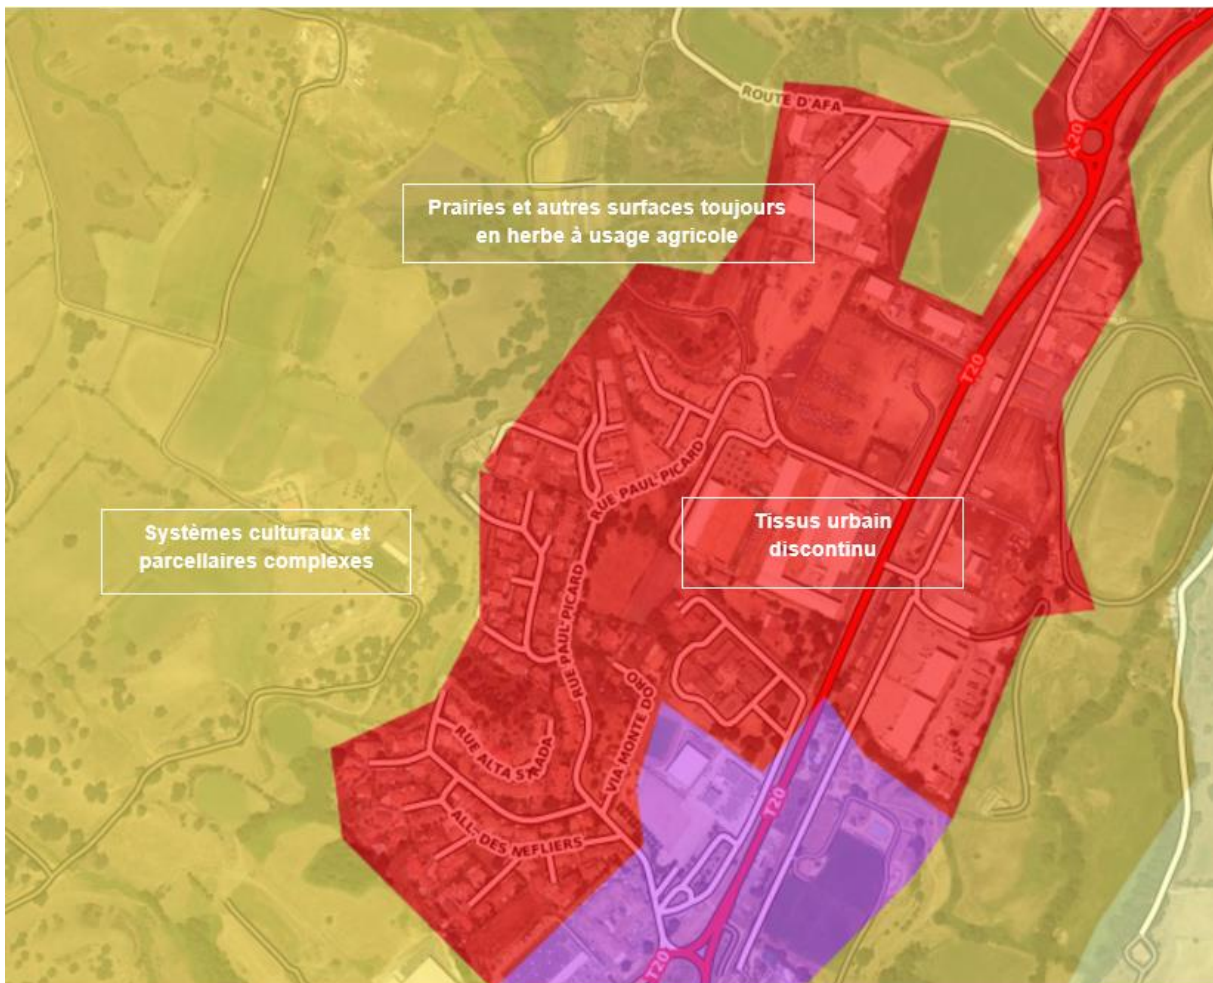 ROUTE D'AFA
T20
Prairies et autres surfaces toujours
en herbe à usage agricole
T20
RUE PAUL PICARD
Tissus urbain
discontinu
Systèmes culturaux et
parcellaires complexes
RUE PAUL PICARD
VIA MONTE D'ORO
RUE ALTA STRADA
T20
ALL. DES NEFLIERS
T20